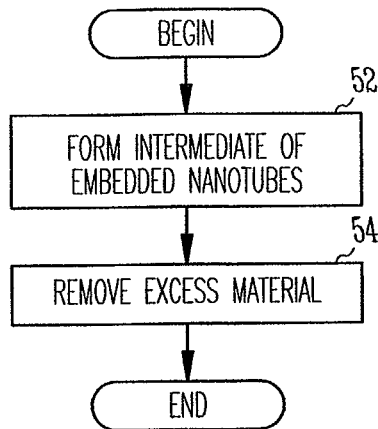 BEGIN
52
FORM INTERMEDIATE OF
EMBEDDED NANOTUBES
54
REMOVE EXCESS MATERIAL
END